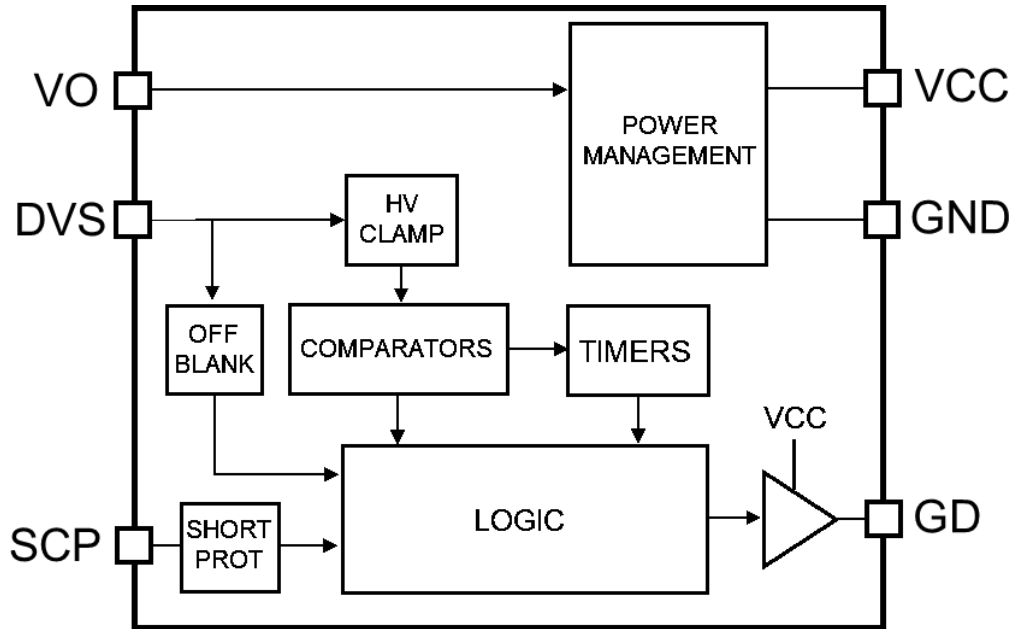 VO
VCC
POWER
MANAGEMENT
DVS
HV
CLAMP
GND
OFF
BLANK
COMPARATORS
TIMERS
VCC
LOGIC
GD
SCP
SHORT
PROT